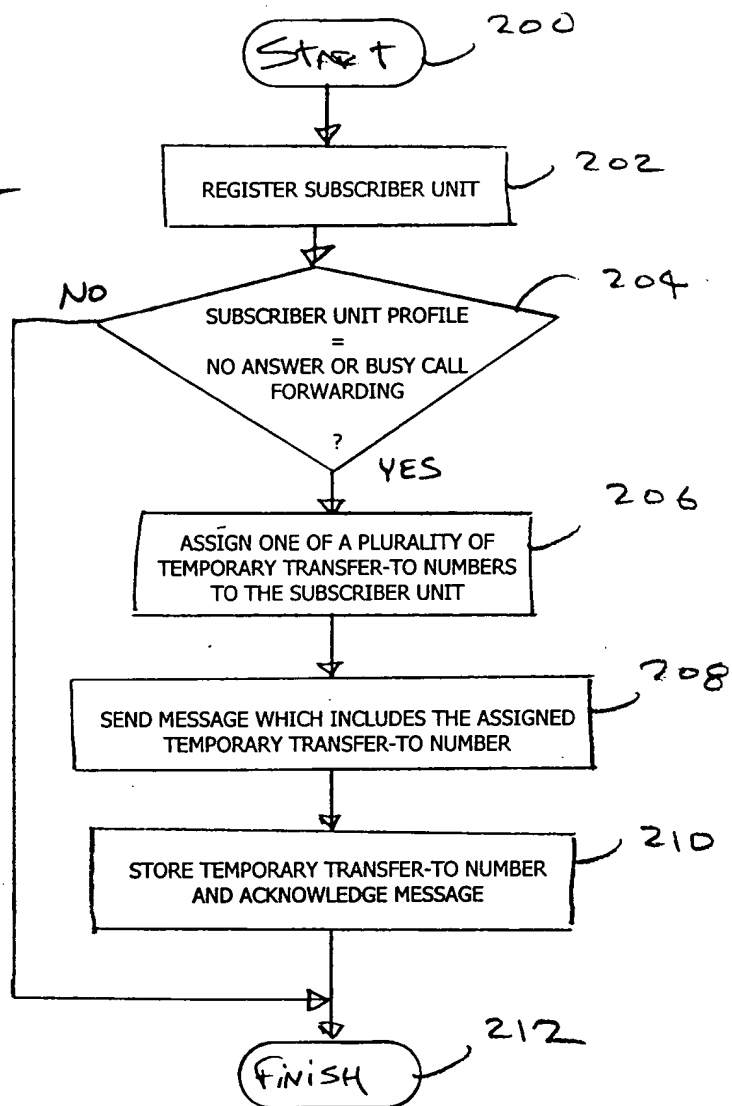 START
200
REGISTER SUBSCRIBER UNIT
202
NO
204
SUBSCRIBER UNIT PROFILE
=
NO ANSWER OR BUSY CALL
FORWARDING
?
YES
206
ASSIGN ONE OF A PLURALITY OF
TEMPORARY TRANSFER-TO NUMBERS
TO THE SUBSCRIBER UNIT
208
SEND MESSAGE WHICH INCLUDES THE ASSIGNED
TEMPORARY TRANSFER-TO NUMBER
210
STORE TEMPORARY TRANSFER-TO NUMBER
AND ACKNOWLEDGE MESSAGE
212
FINISH